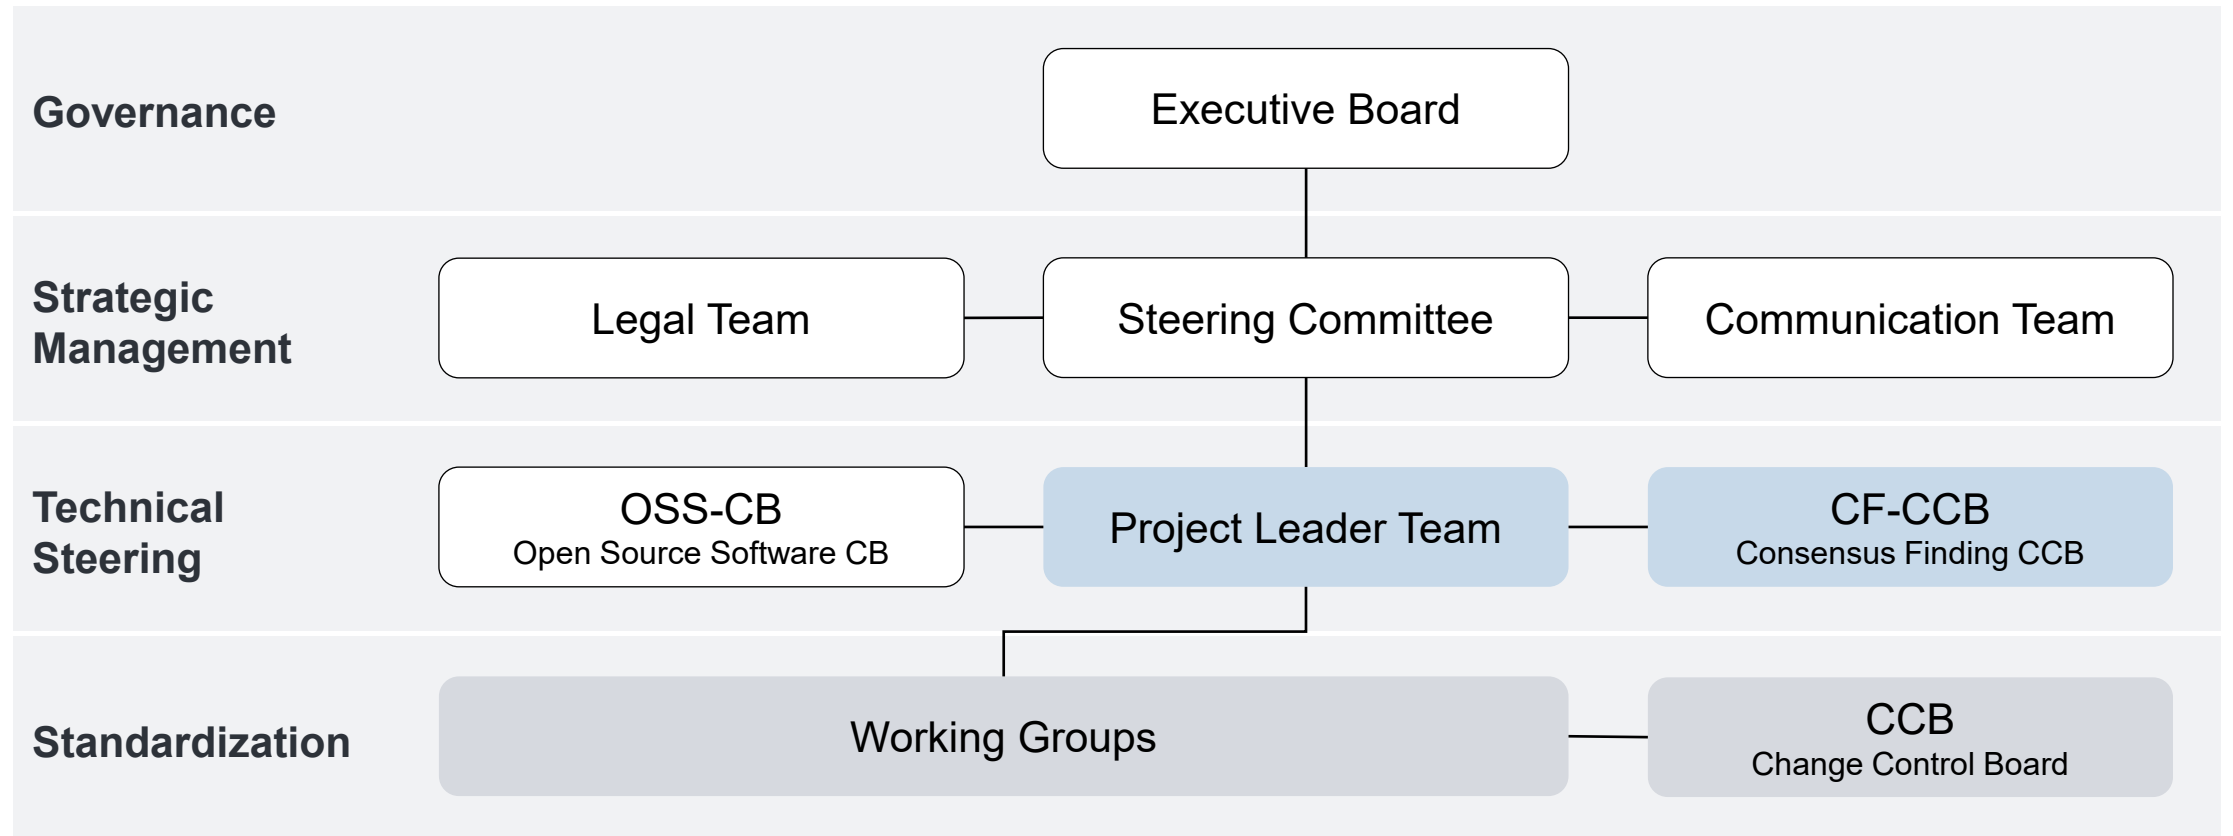 Governance
Executive Board
Strategic
Management
Legal Team
Steering Committee
Communication Team
Technical
Steering
OSS-CB
Open Source Software CB
Project Leader Team
CF-CCB
Consensus Finding CCB
Standardization
Working Groups
CCB
Change Control Board